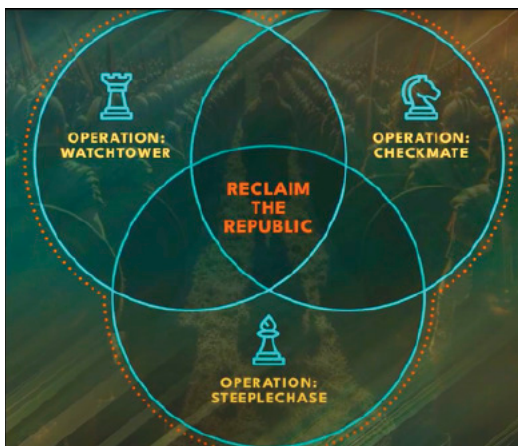 OPERATION:
WATCHTOWER
OPERATION:
CHECKMATE
RECLAIM
THE
REPUBLIC
OPERATION:
STEEPLECHASE